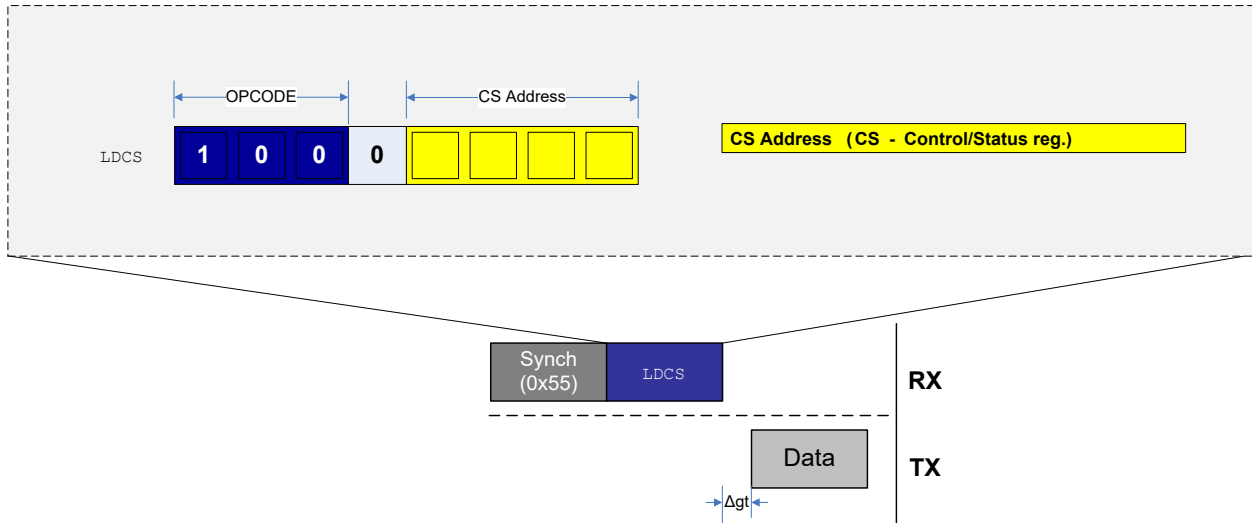 OPCODE
CS Address
LDCS
1 0 0 0
CS Address (CS - Control/Status reg.)
Synch
(0x55)
LDCS
RX
Data
TX
Δgt